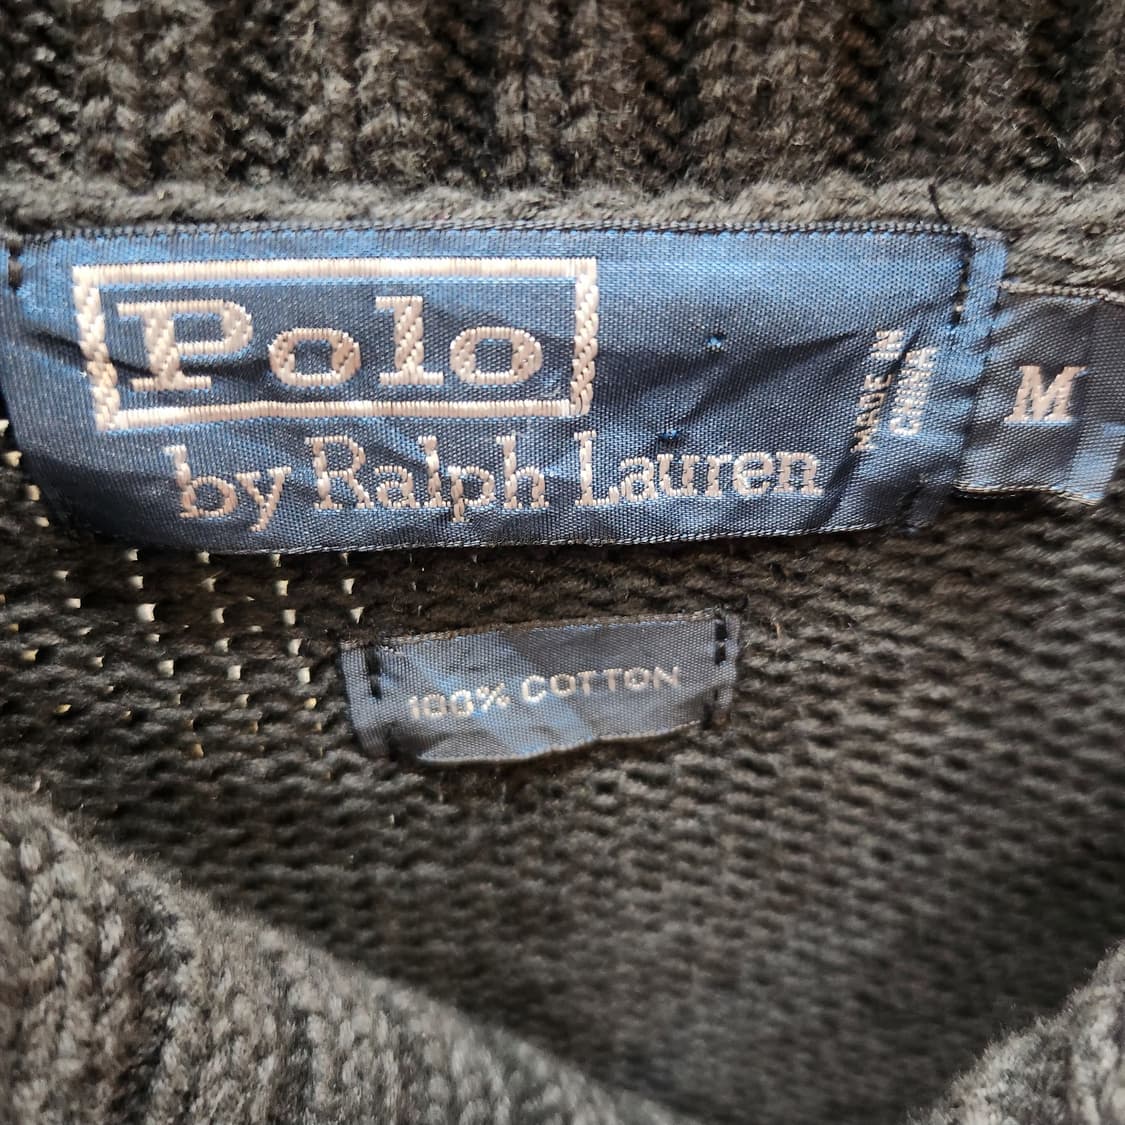 Polo
by Ralph Lauren
MADE IN
CHINA
M
100% COTTON